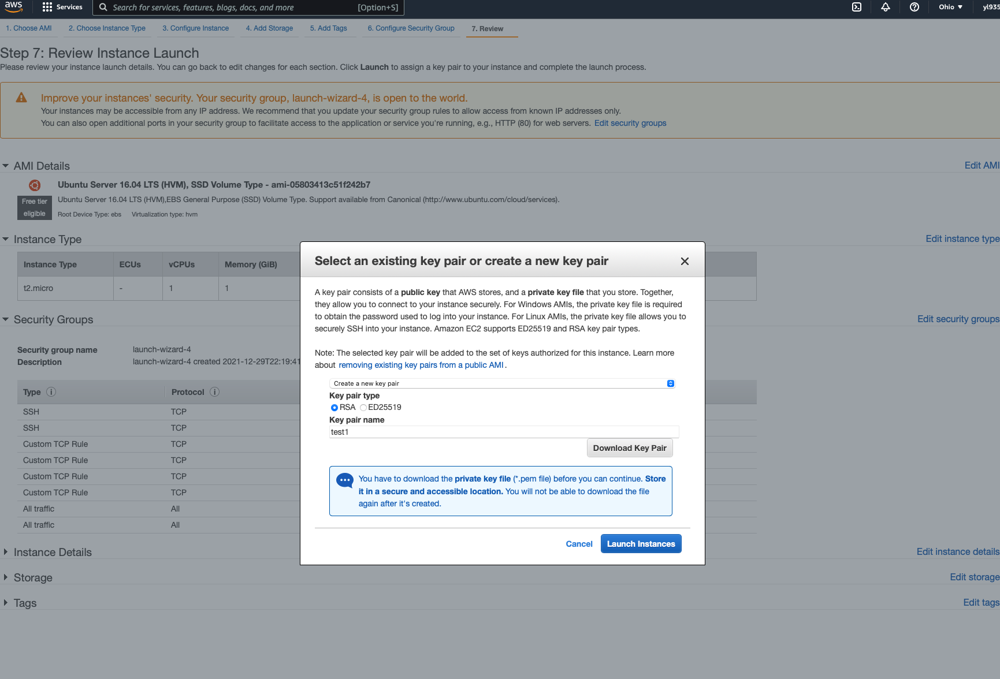 aws
Services
Search for services, features, blogs, docs, and more
[Option+S]
Ohio
yl935
1. Choose AMI
2. Choose Instance Type
3. Configure Instance
4. Add Storage
5. Add Tags
6. Configure Security Group
7. Review
Step 7: Review Instance Launch
Please review your instance launch details. You can go back to edit changes for each section. Click Launch to assign a key pair to your instance and complete the launch process.
Improve your instances' security. Your security group, launch-wizard-4, is open to the world.
Your instances may be accessible from any IP address. We recommend that you update your security group rules to allow access from known IP addresses only.
You can also open additional ports in your security group to facilitate access to the application or service you're running, e.g., HTTP (80) for web servers. Edit security groups
AMI Details
Edit AMI
Ubuntu Server 16.04 LTS (HVM), SSD Volume Type - ami-05803413c51f242b7
Free tier
eligible
Ubuntu Server 16.04 LTS (HVM),EBS General Purpose (SSD) Volume Type. Support available from Canonical (http://www.ubuntu.com/cloud/services).
Root Device Type: ebs Virtualization type: hvm
Instance Type
Edit instance type
Instance Type ECUs vCPUs Memory (GiB)
t2.micro - 1 1
Security Groups
Edit security groups
Security group name launch-wizard-4
Description launch-wizard-4 created 2021-12-29T22:19:41
Type Protocol
SSH TCP
SSH TCP
Custom TCP Rule TCP
Custom TCP Rule TCP
Custom TCP Rule TCP
Custom TCP Rule TCP
All traffic All
All traffic All
Instance Details
Edit instance details
Storage
Edit storage
Tags
Edit tags
Select an existing key pair or create a new key pair
A key pair consists of a public key that AWS stores, and a private key file that you store. Together,
they allow you to connect to your instance securely. For Windows AMIs, the private key file is required
to obtain the password used to log into your instance. For Linux AMIs, the private key file allows you to
securely SSH into your instance. Amazon EC2 supports ED25519 and RSA key pair types.
Note: The selected key pair will be added to the set of keys authorized for this instance. Learn more
about removing existing key pairs from a public AMI .
Create a new key pair
Key pair type
RSA ED25519
Key pair name
test1
Download Key Pair
You have to download the private key file (*.pem file) before you can continue. Store
it in a secure and accessible location. You will not be able to download the file
again after it's created.
Cancel
Launch Instances